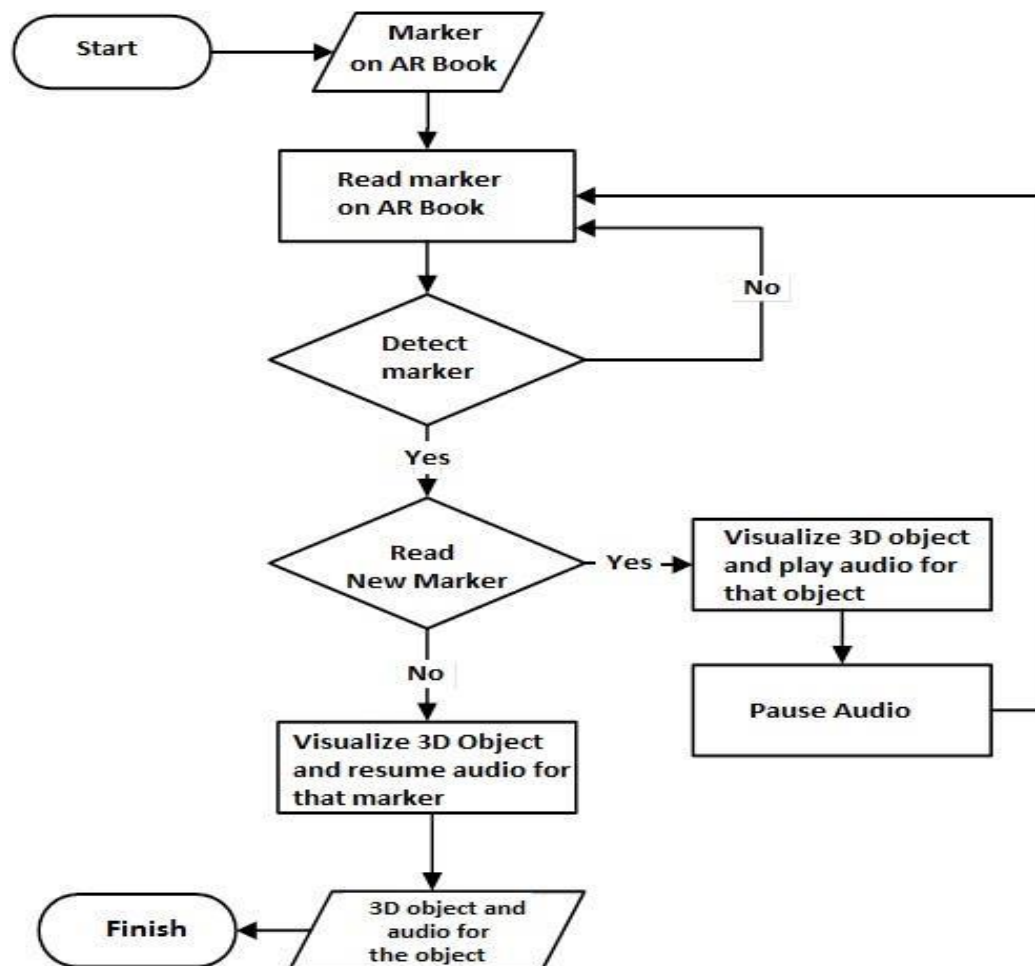 Start
Marker
on AR Book
Read marker
on AR Book
No
Detect
marker
Yes
Read
New Marker
Yes
Visualize 3D object
and play audio for
that object
No
Pause Audio
Visualize 3D Object
and resume audio for
that marker
3D object and
audio for
the object
Finish